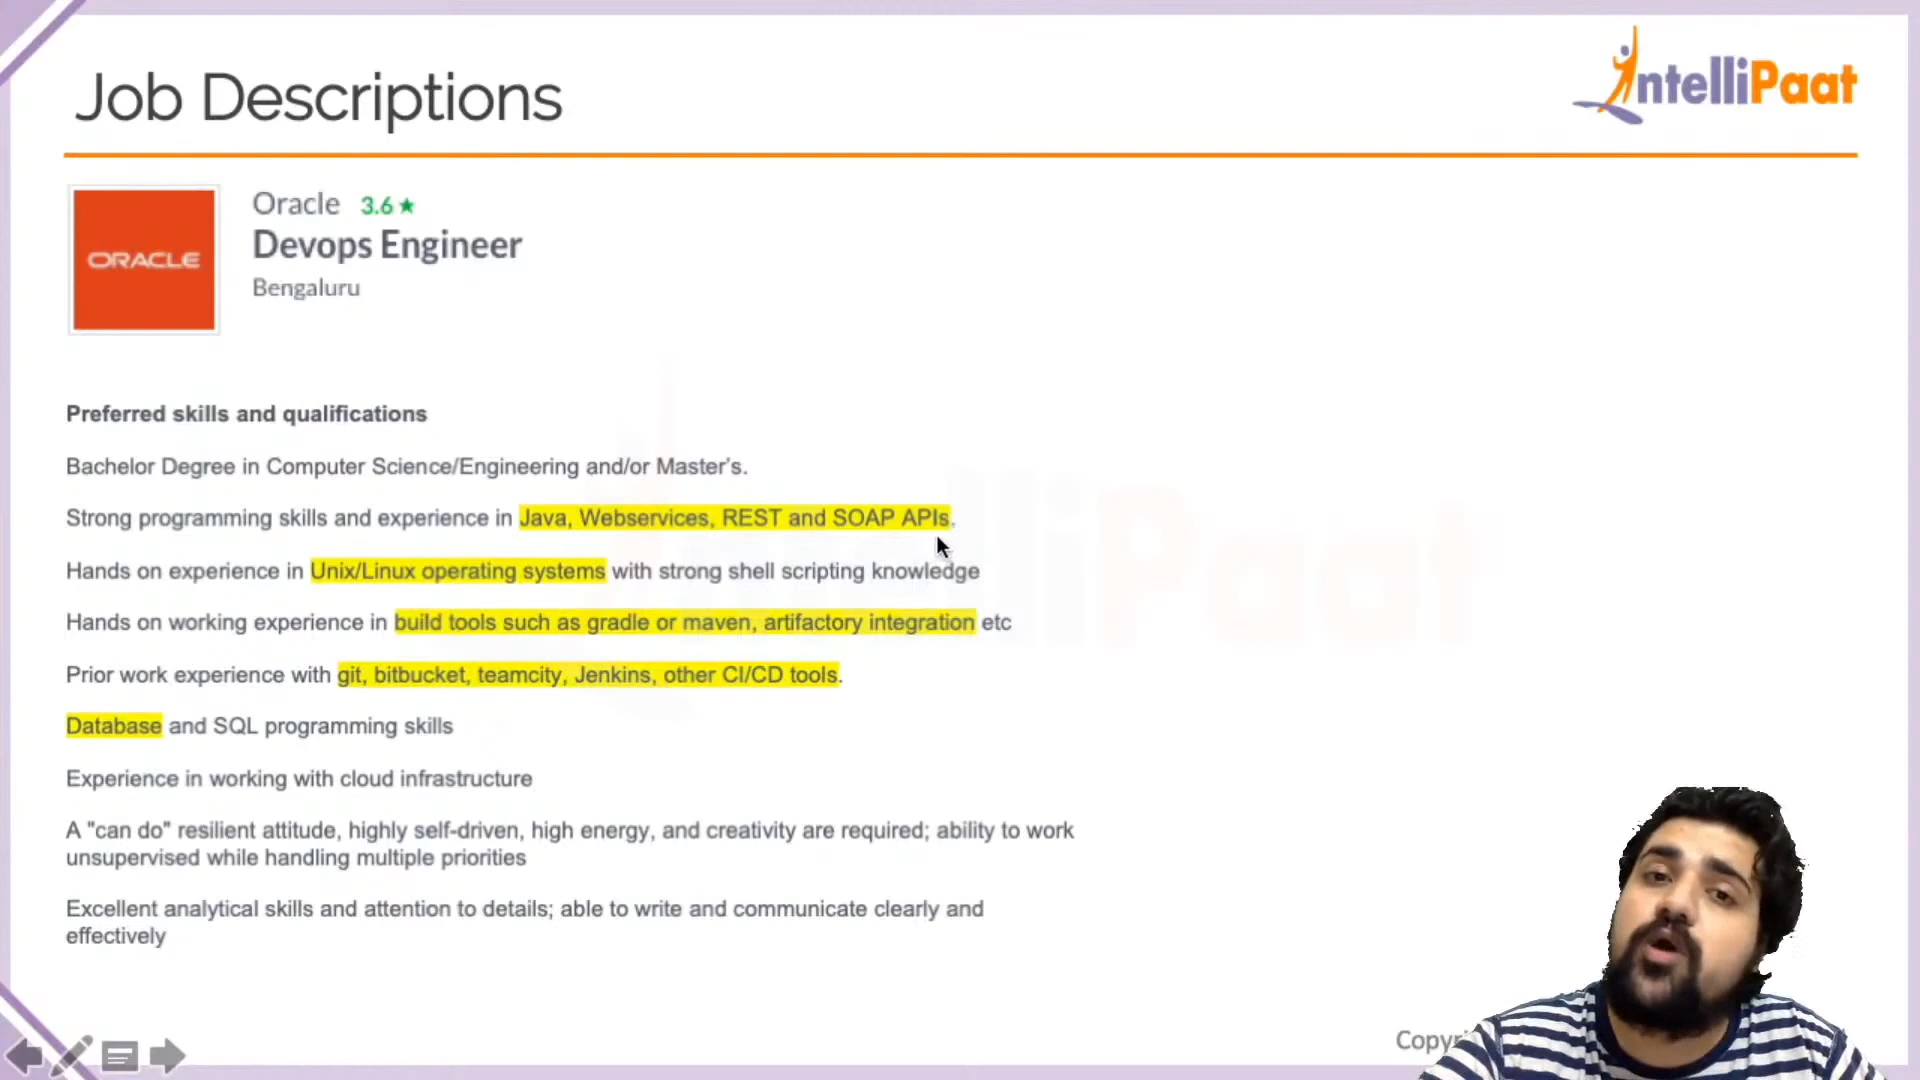 Job Descriptions
IntelliPaat
ORACLE
Oracle 3.6★
Devops Engineer
Bengaluru
Preferred skills and qualifications
Bachelor Degree in Computer Science/Engineering and/or Master's.
Strong programming skills and experience in Java, Webservices, REST and SOAP APIs.
Hands on experience in Unix/Linux operating systems with strong shell scripting knowledge
Hands on working experience in build tools such as gradle or maven, artifactory integration etc
Prior work experience with git, bitbucket, teamcity, Jenkins, other CI/CD tools.
Database and SQL programming skills
Experience in working with cloud infrastructure
A "can do" resilient attitude, highly self-driven, high energy, and creativity are required; ability to work
unsupervised while handling multiple priorities
Excellent analytical skills and attention to details; able to write and communicate clearly and
effectively